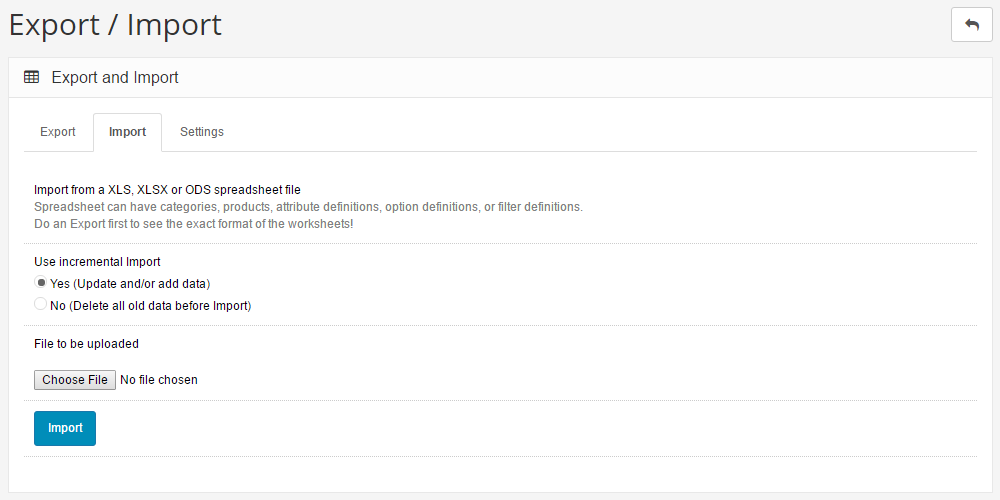 Export / Import
Export and Import
Export Import Settings
Import from a XLS, XLSX or ODS spreadsheet file
Spreadsheet can have categories, products, attribute definitions, option definitions, or filter definitions.
Do an Export first to see the exact format of the worksheets!
Use incremental Import
Yes (Update and/or add data)
No (Delete all old data before Import)
File to be uploaded
Choose File No file chosen
Import